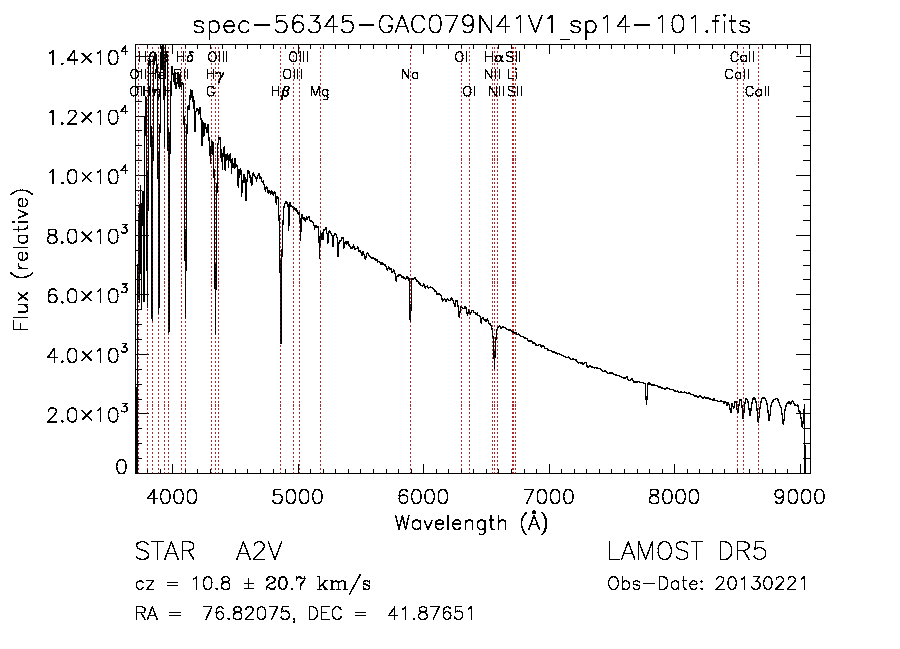 spec-56345-GAC079N41V1_sp14-101.fits
Hδ OIII OIII OI Hα SII CaII
Hγ OIII Na NII Li CaII
G Hβ Mg OI NII SII CaII
1.4×10⁴
1.2×10⁴
1.0×10⁴
8.0×10³
6.0×10³
4.0×10³
2.0×10³
0
Flux (relative)
4000 5000 6000 7000 8000 9000
Wavelength (Å)
STAR A2V LAMOST DR5
cz = 10.8 ± 20.7 km/s Obs-Date: 20130221
RA = 76.82075, DEC = 41.87651